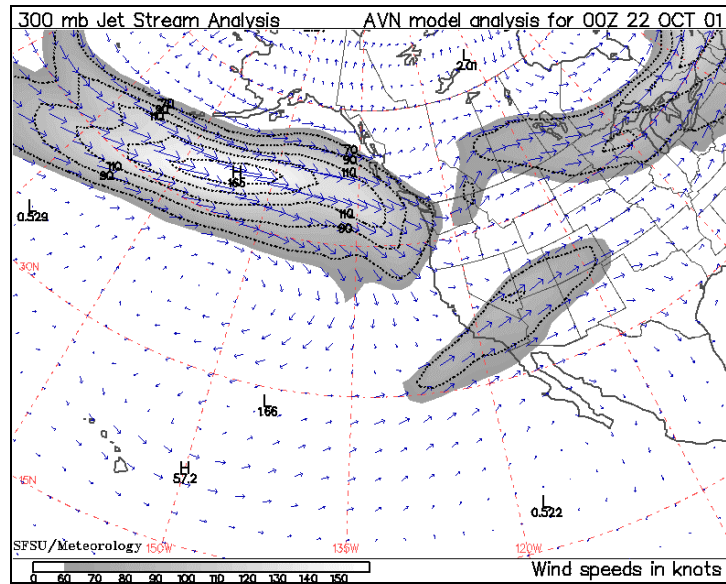 300 mb Jet Stream Analysis
AVN model analysis for 00Z 22 OCT 01
L
2.01
90
110
70
90
110
110
90
H
165
L
0.529
110
90
30N
L
166.
H
57.2
15N
L
0.522
SFSU/Meteorology
150W
135W
120W
0 60 70 80 90 100 110 120 130 140 150
Wind speeds in knots